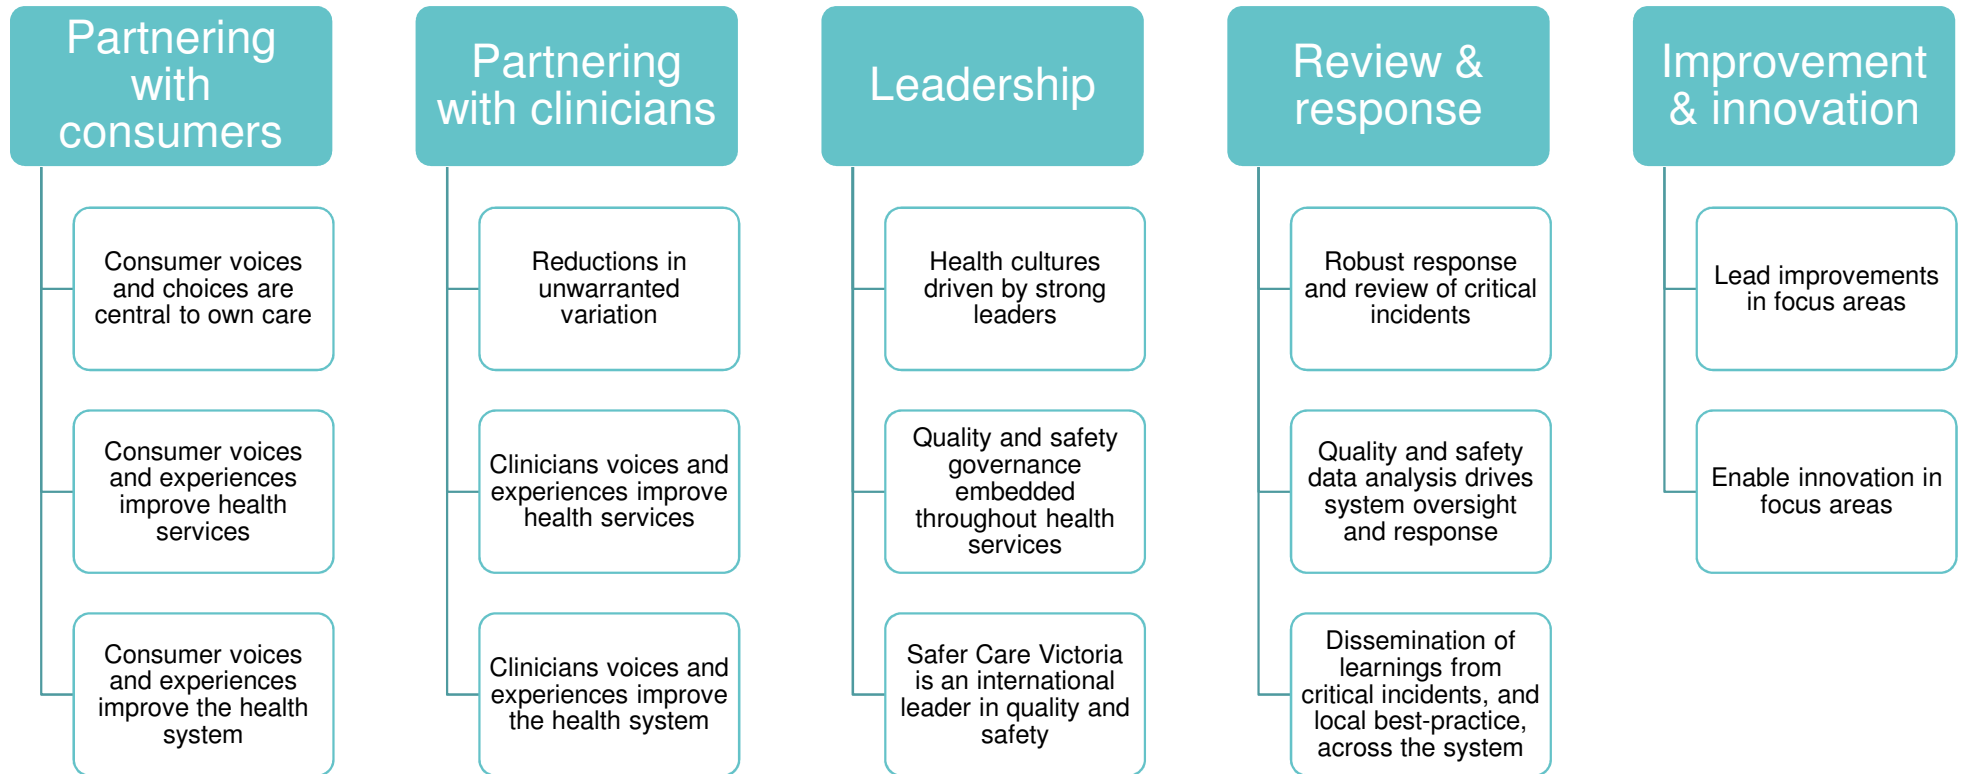 Partnering
with
consumers
Consumer voices
and choices are
central to own care
Consumer voices
and experiences
improve health
services
Consumer voices
and experiences
improve the health
system
Partnering
with clinicians
Reductions in
unwarranted
variation
Clinicians voices and
experiences improve
health services
Clinicians voices and
experiences improve
the health system
Leadership
Health cultures
driven by strong
leaders
Quality and safety
governance
embedded
throughout health
services
Safer Care Victoria
is an international
leader in quality and
safety
Review &
response
Robust response
and review of critical
incidents
Quality and safety
data analysis drives
system oversight
and response
Dissemination of
learnings from
critical incidents, and
local best-practice,
across the system
Improvement
& innovation
Lead improvements
in focus areas
Enable innovation in
focus areas